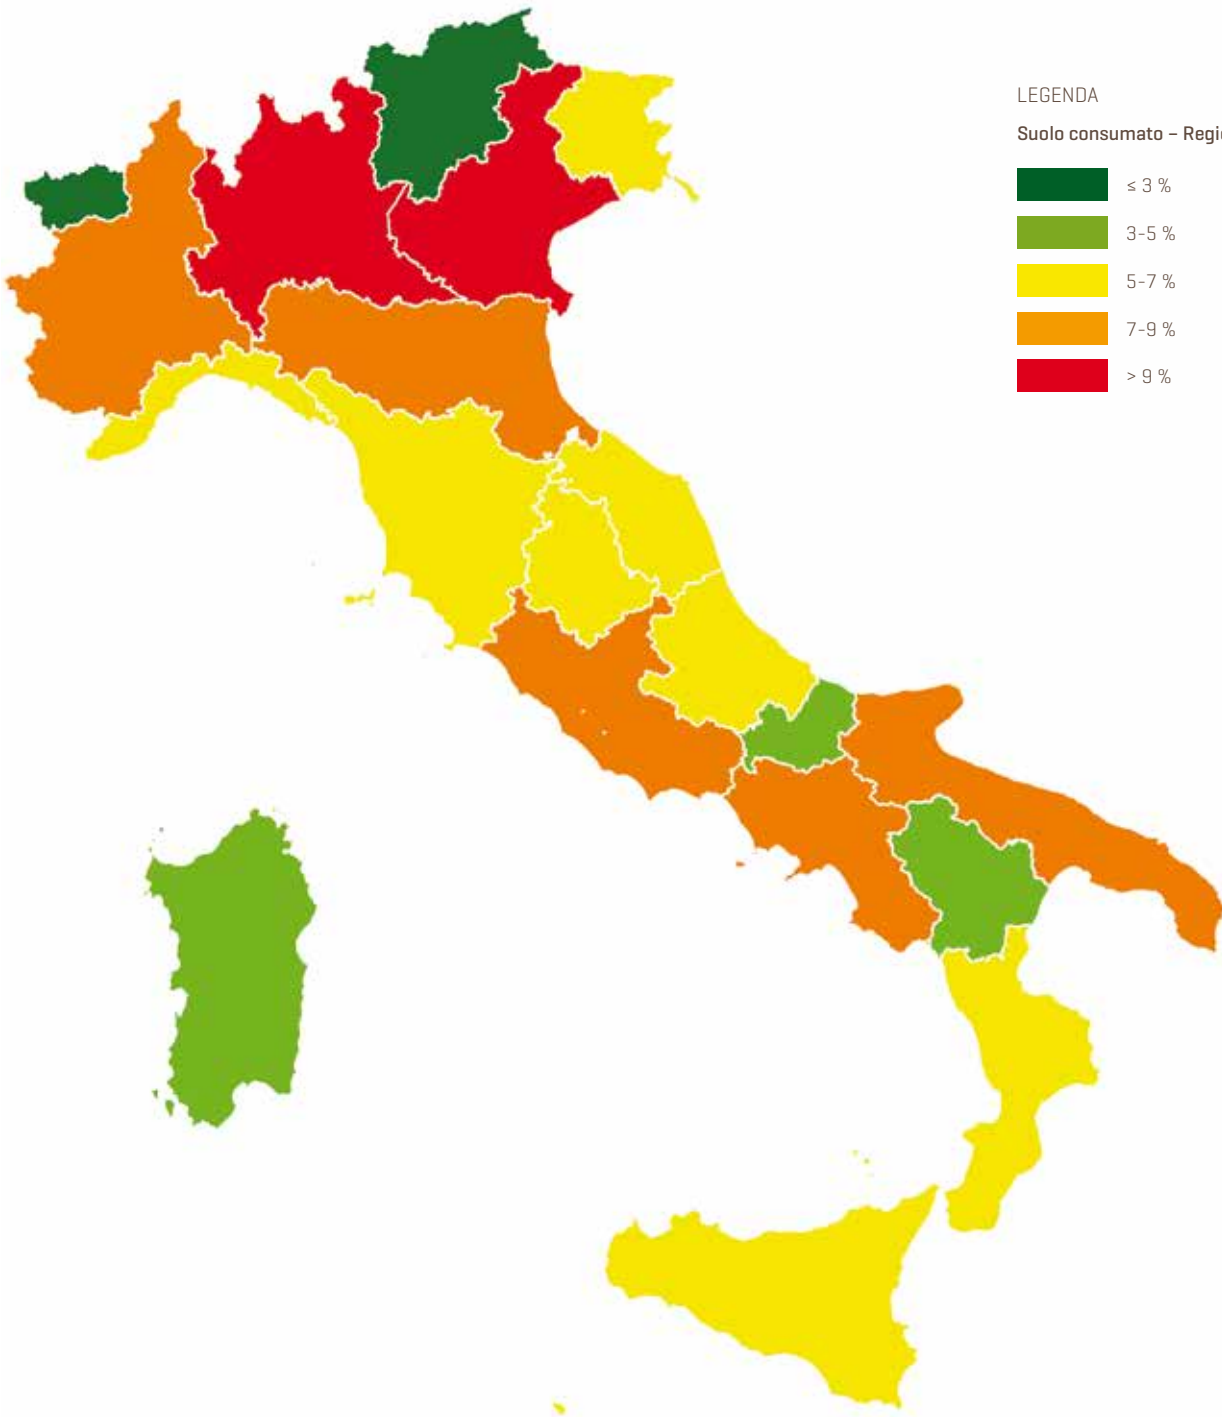 LEGENDA
Suolo consumato – Regi
≤ 3 %
3-5 %
5-7 %
7-9 %
> 9 %